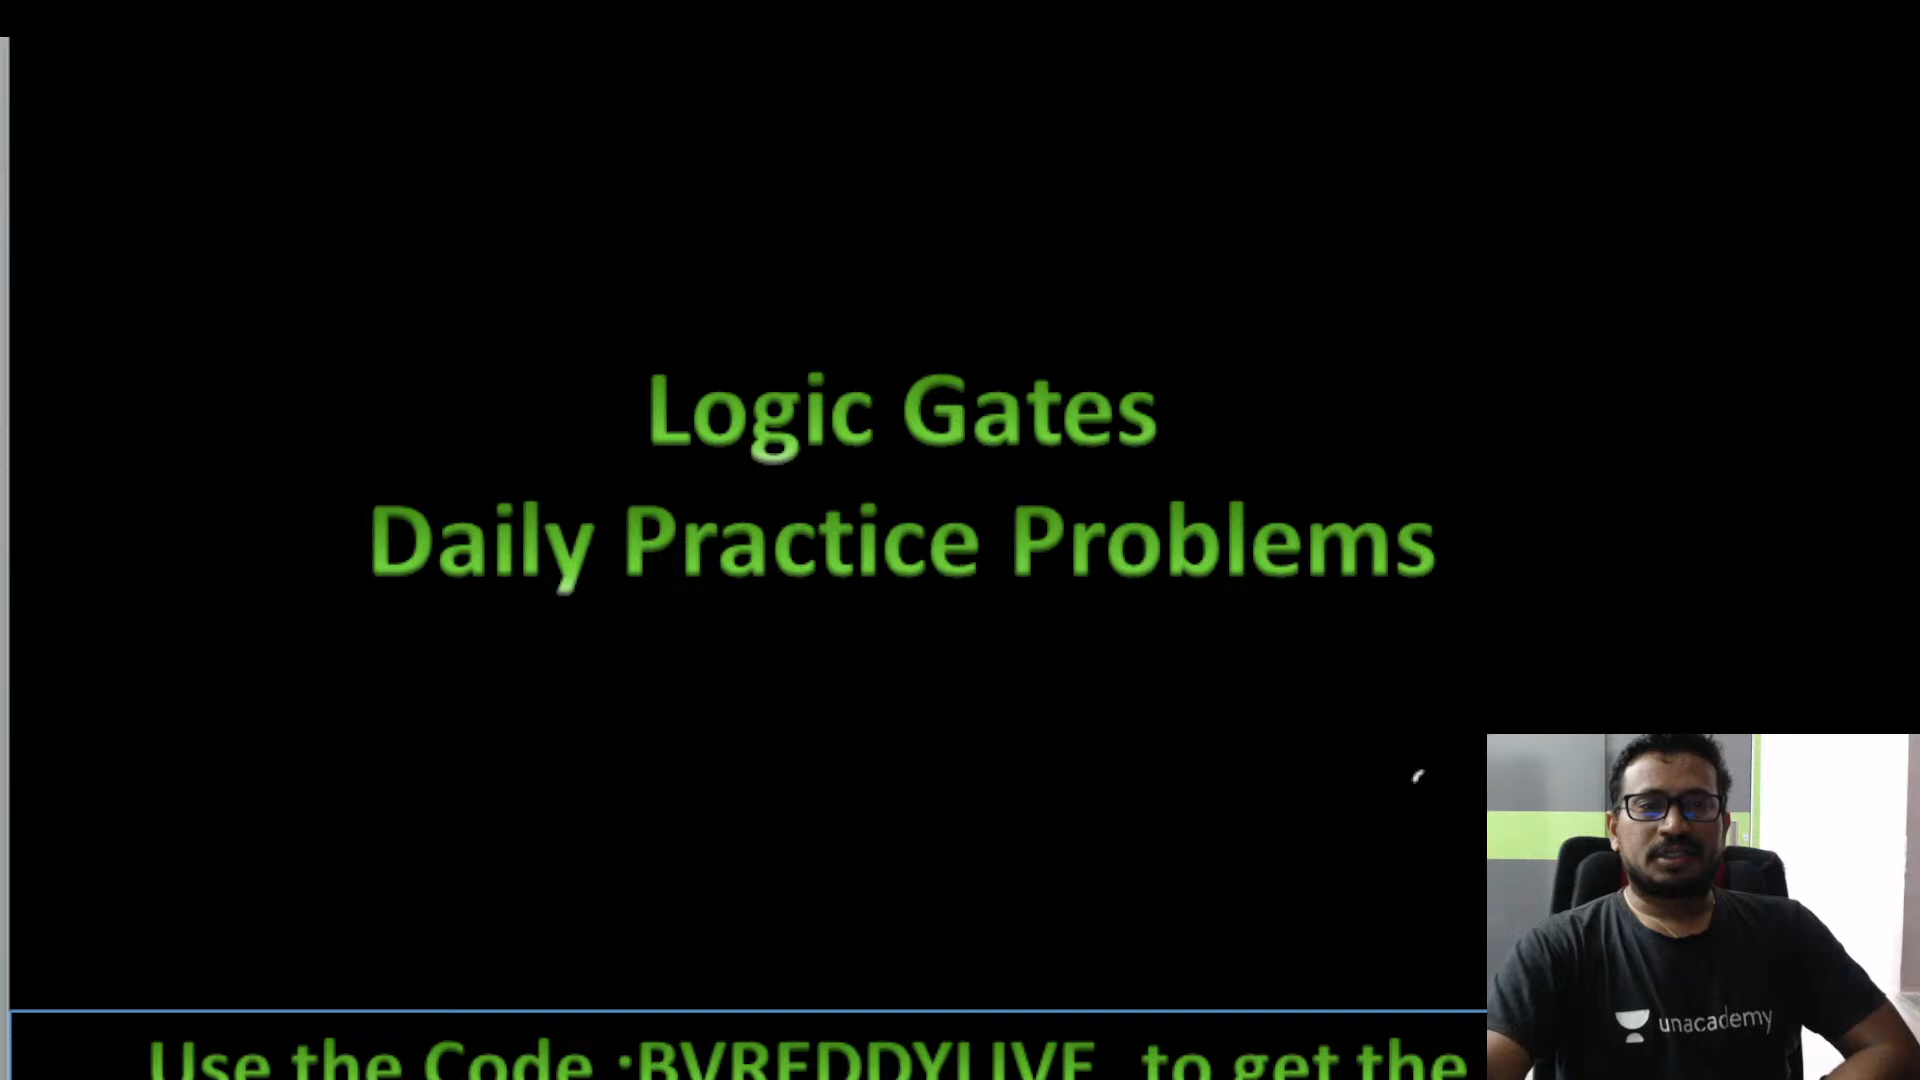 Logic Gates
Daily Practice Problems
Use the Code :BVREDDYLIVE to get the
unacademy